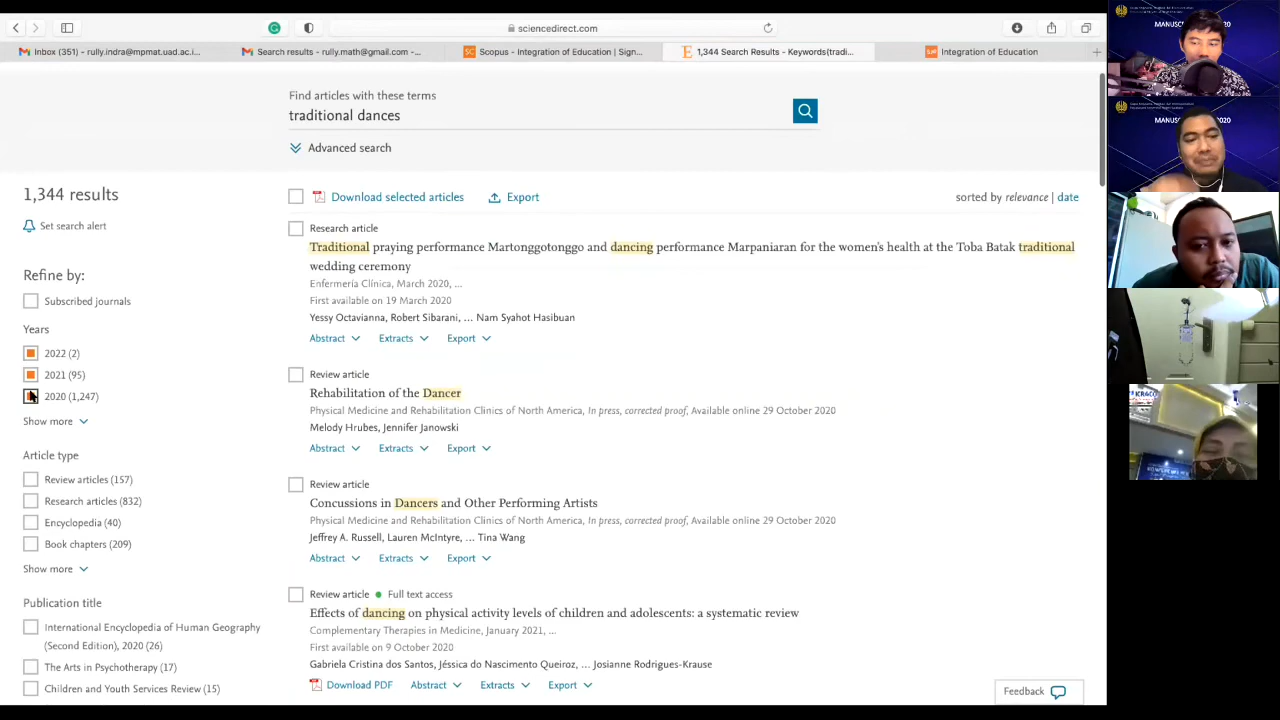 sciencedirect.com
Inbox (351) - rully.indra@mpmat.uad.ac.i...
Search results - rully.math@gmail.com -...
Scopus - Integration of Education | Sign...
1,344 Search Results - Keywords(tradi...
Integration of Education
Find articles with these terms
traditional dances
Advanced search
1,344 results
Set search alert
Refine by:
Subscribed journals
Years
2022 (2)
2021 (95)
2020 (1,247)
Show more
Article type
Review articles (157)
Research articles (832)
Encyclopedia (40)
Book chapters (209)
Show more
Publication title
International Encyclopedia of Human Geography
(Second Edition), 2020 (26)
The Arts in Psychotherapy (17)
Children and Youth Services Review (15)
Download selected articles
Export
sorted by relevance | date
Research article
Traditional praying performance Martonggotonggo and dancing performance Marpaniaran for the women's health at the Toba Batak traditional
wedding ceremony
Enfermería Clínica, March 2020, ...
First available on 19 March 2020
Yessy Octavianna, Robert Sibarani, ... Nam Syahot Hasibuan
Abstract Extracts Export
Review article
Rehabilitation of the Dancer
Physical Medicine and Rehabilitation Clinics of North America, In press, corrected proof, Available online 29 October 2020
Melody Hrubes, Jennifer Janowski
Abstract Extracts Export
Review article
Concussions in Dancers and Other Performing Artists
Physical Medicine and Rehabilitation Clinics of North America, In press, corrected proof, Available online 29 October 2020
Jeffrey A. Russell, Lauren McIntyre, ... Tina Wang
Abstract Extracts Export
Review article Full text access
Effects of dancing on physical activity levels of children and adolescents: a systematic review
Complementary Therapies in Medicine, January 2021, ...
First available on 9 October 2020
Gabriela Cristina dos Santos, Jéssica do Nascimento Queiroz, ... Josianne Rodrigues-Krause
Download PDF Abstract Extracts Export
Feedback